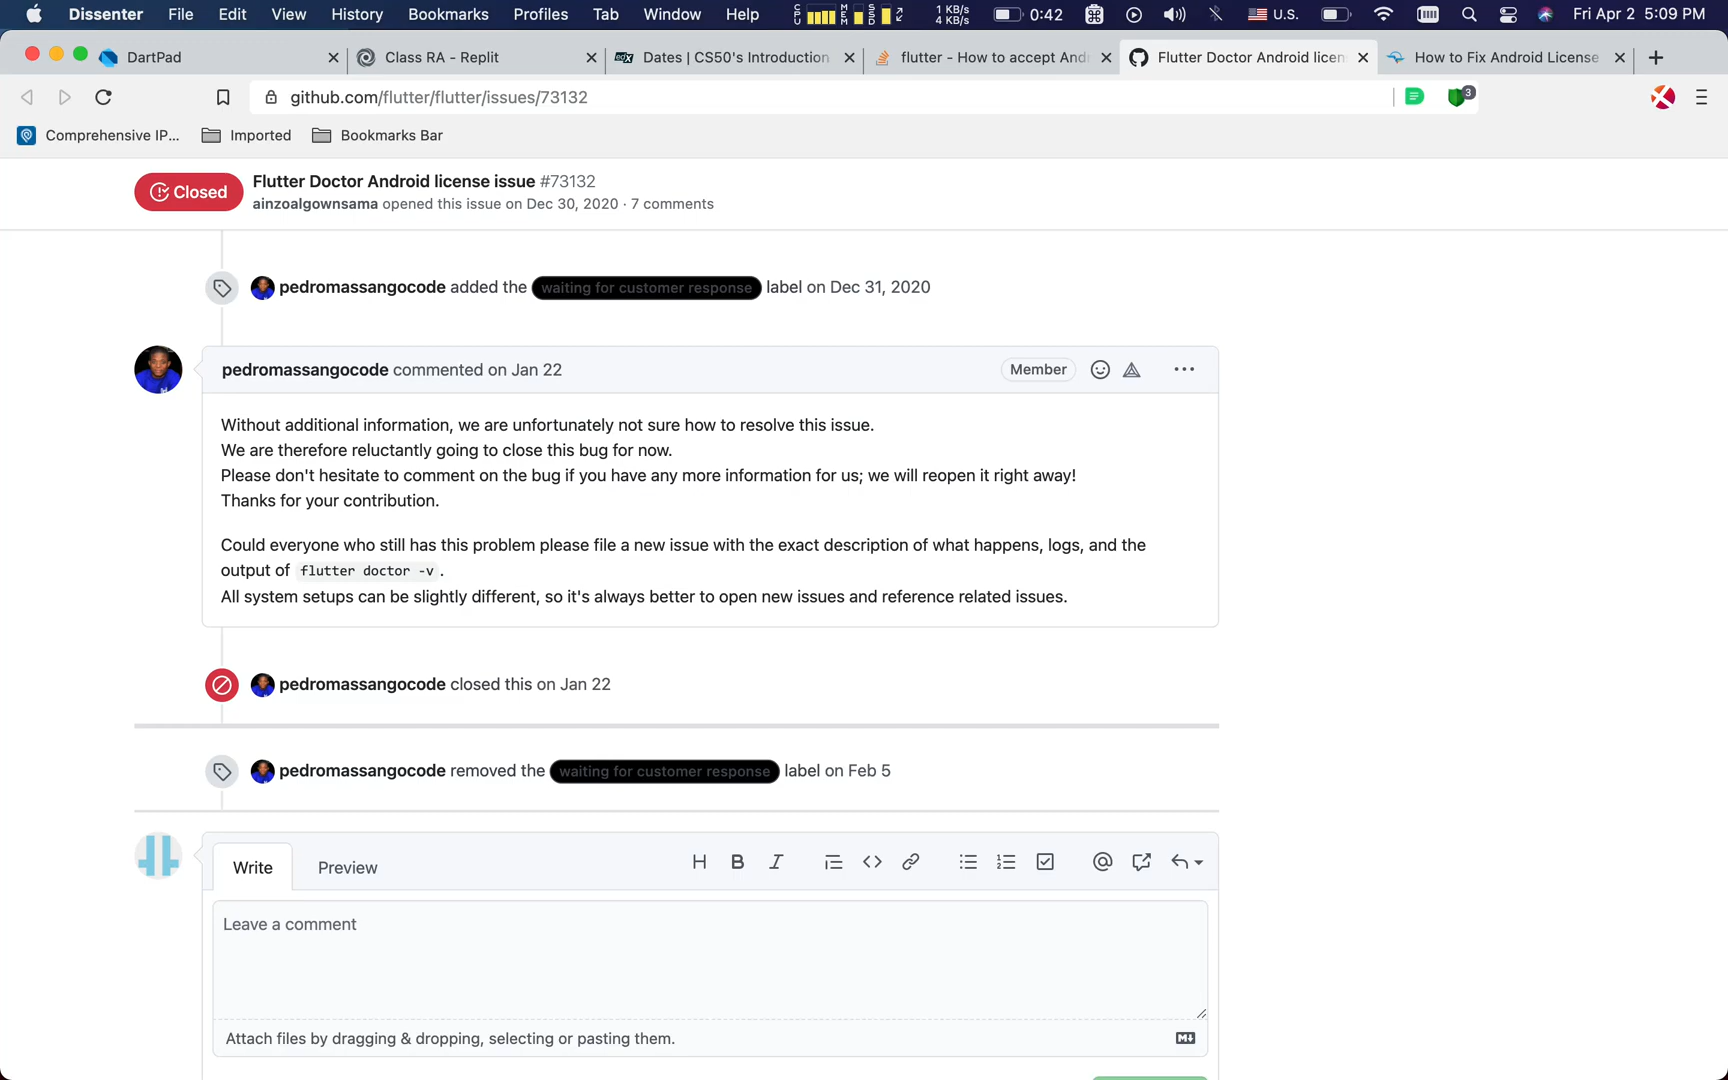 Dissenter File Edit View History Bookmarks Profiles Tab Window Help CPU MEM SSD 1 KB/s 4 KB/s 0:42 U.S. Fri Apr 2 5:09 PM
DartPad Class RA - Replit Dates | CS50's Introduction flutter - How to accept And Flutter Doctor Android licen How to Fix Android License
github.com/flutter/flutter/issues/73132 3
Comprehensive IP... Imported Bookmarks Bar
Closed
Flutter Doctor Android license issue #73132
ainzoalgownsama opened this issue on Dec 30, 2020 · 7 comments
pedromassangocode added the waiting for customer response label on Dec 31, 2020
pedromassangocode commented on Jan 22 Member
Without additional information, we are unfortunately not sure how to resolve this issue.
We are therefore reluctantly going to close this bug for now.
Please don't hesitate to comment on the bug if you have any more information for us; we will reopen it right away!
Thanks for your contribution.
Could everyone who still has this problem please file a new issue with the exact description of what happens, logs, and the
output of flutter doctor -v .
All system setups can be slightly different, so it's always better to open new issues and reference related issues.
pedromassangocode closed this on Jan 22
pedromassangocode removed the waiting for customer response label on Feb 5
Write Preview
Leave a comment
Attach files by dragging & dropping, selecting or pasting them.